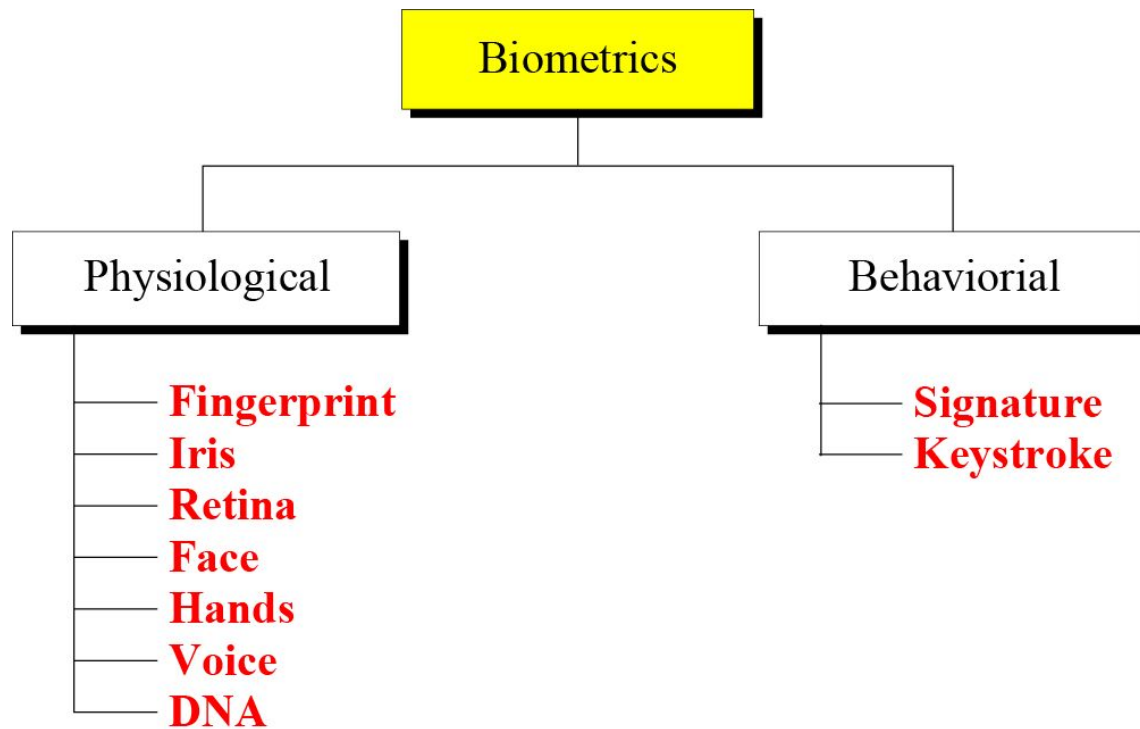 Biometrics
Physiological
Behaviorial
Fingerprint
Iris
Retina
Face
Hands
Voice
DNA
Signature
Keystroke